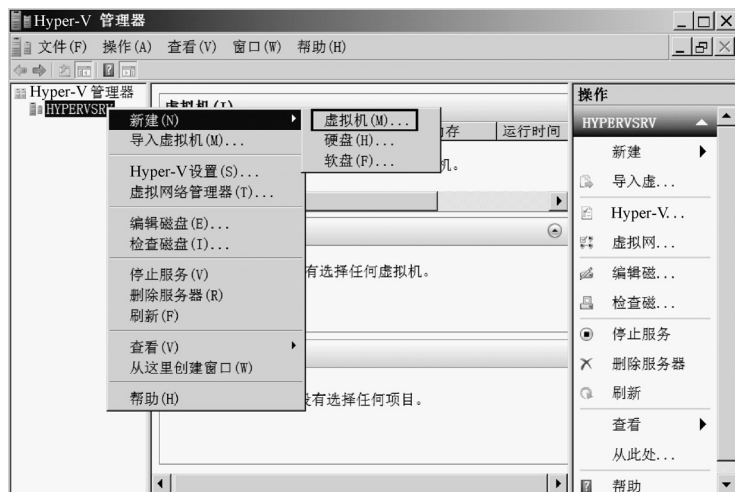 Hyper-V 管理器
文件(F) 操作(A) 查看(V) 窗口(W) 帮助(H)
Hyper-V 管理器
HYPERVSRV
新建(N)
导入虚拟机(M)...
Hyper-V设置(S)...
虚拟网络管理器(T)...
编辑磁盘(E)...
检查磁盘(I)...
停止服务(V)
删除服务器(R)
刷新(F)
查看(V)
从这里创建窗口(W)
帮助(H)
虚拟机(M)...
硬盘(H)...
软盘(F)...
虚拟机(I)
存 运行时间
机。
有选择任何虚拟机。
没有选择任何项目。
操作
HYPERVSRV
新建
导入虚...
Hyper-V...
虚拟网...
编辑磁...
检查磁...
停止服务
删除服务器
刷新
查看
从此处...
帮助